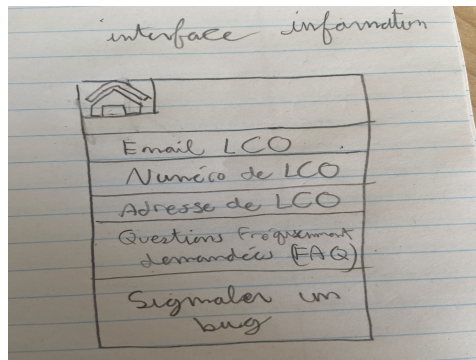 interface information
Email LCO
Numéro de LCO
Adresse de LCO
Questions Fréquemment
demandées (FAQ)
Signaler un
bug